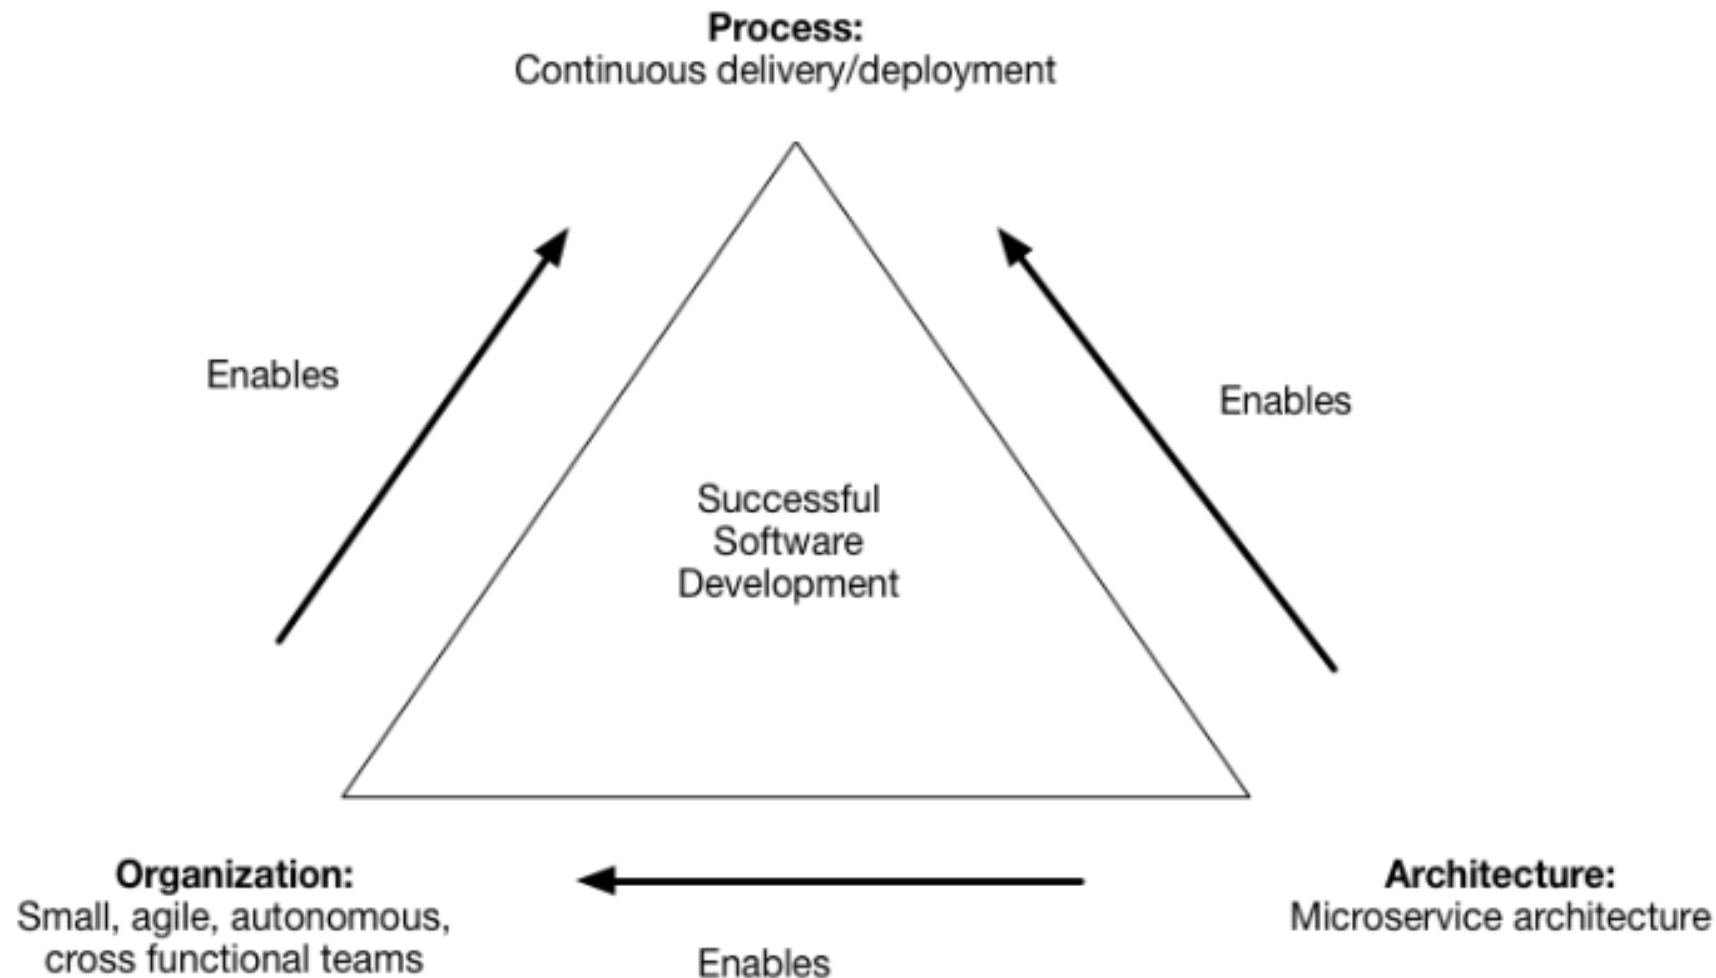 Process:
Continuous delivery/deployment
Enables
Enables
Successful
Software
Development
Organization:
Small, agile, autonomous,
cross functional teams
Enables
Architecture:
Microservice architecture